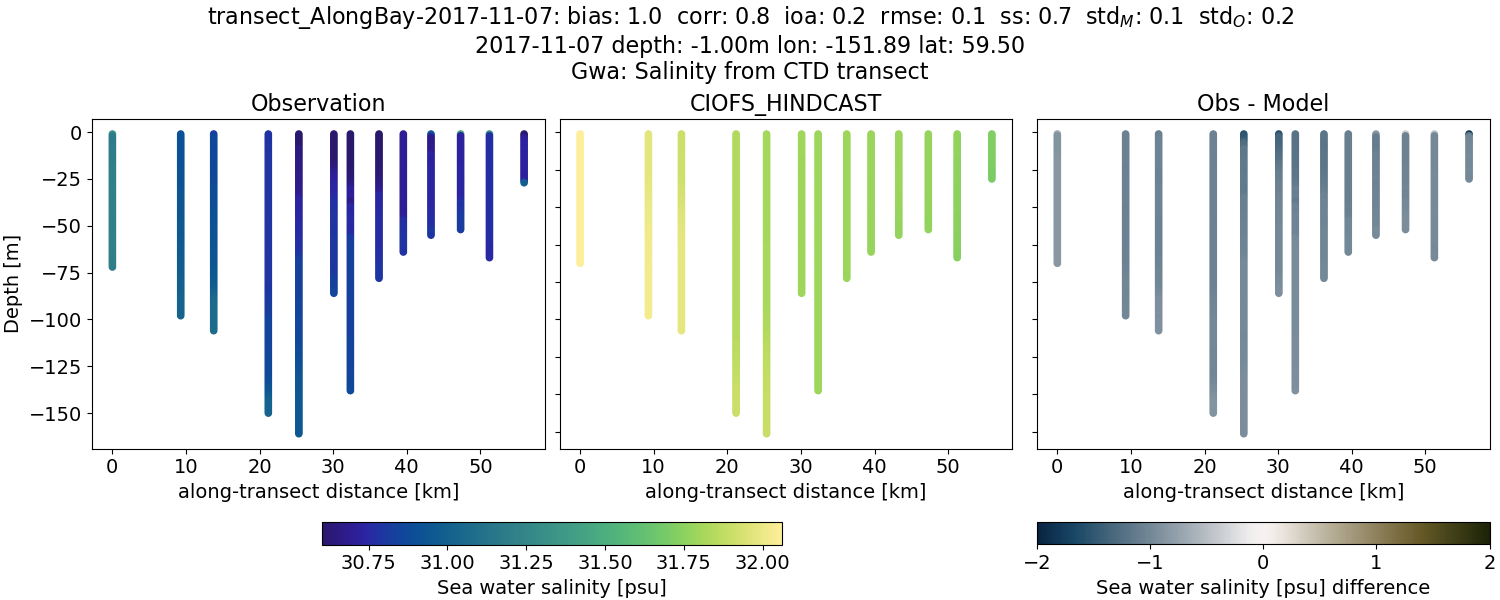 transect_AlongBay-2017-11-07: bias: 1.0 corr: 0.8 ioa: 0.2 rmse: 0.1 ss: 0.7 std_M: 0.1 std_O: 0.2
2017-11-07 depth: -1.00m lon: -151.89 lat: 59.50
Gwa: Salinity from CTD transect
Observation
CIOFS_HINDCAST
Obs - Model
Depth [m]
0
−25
−50
−75
−100
−125
−150
0 10 20 30 40 50
0 10 20 30 40 50
0 10 20 30 40 50
along-transect distance [km]
along-transect distance [km]
along-transect distance [km]
30.75 31.00 31.25 31.50 31.75 32.00
Sea water salinity [psu]
−2 −1 0 1 2
Sea water salinity [psu] difference